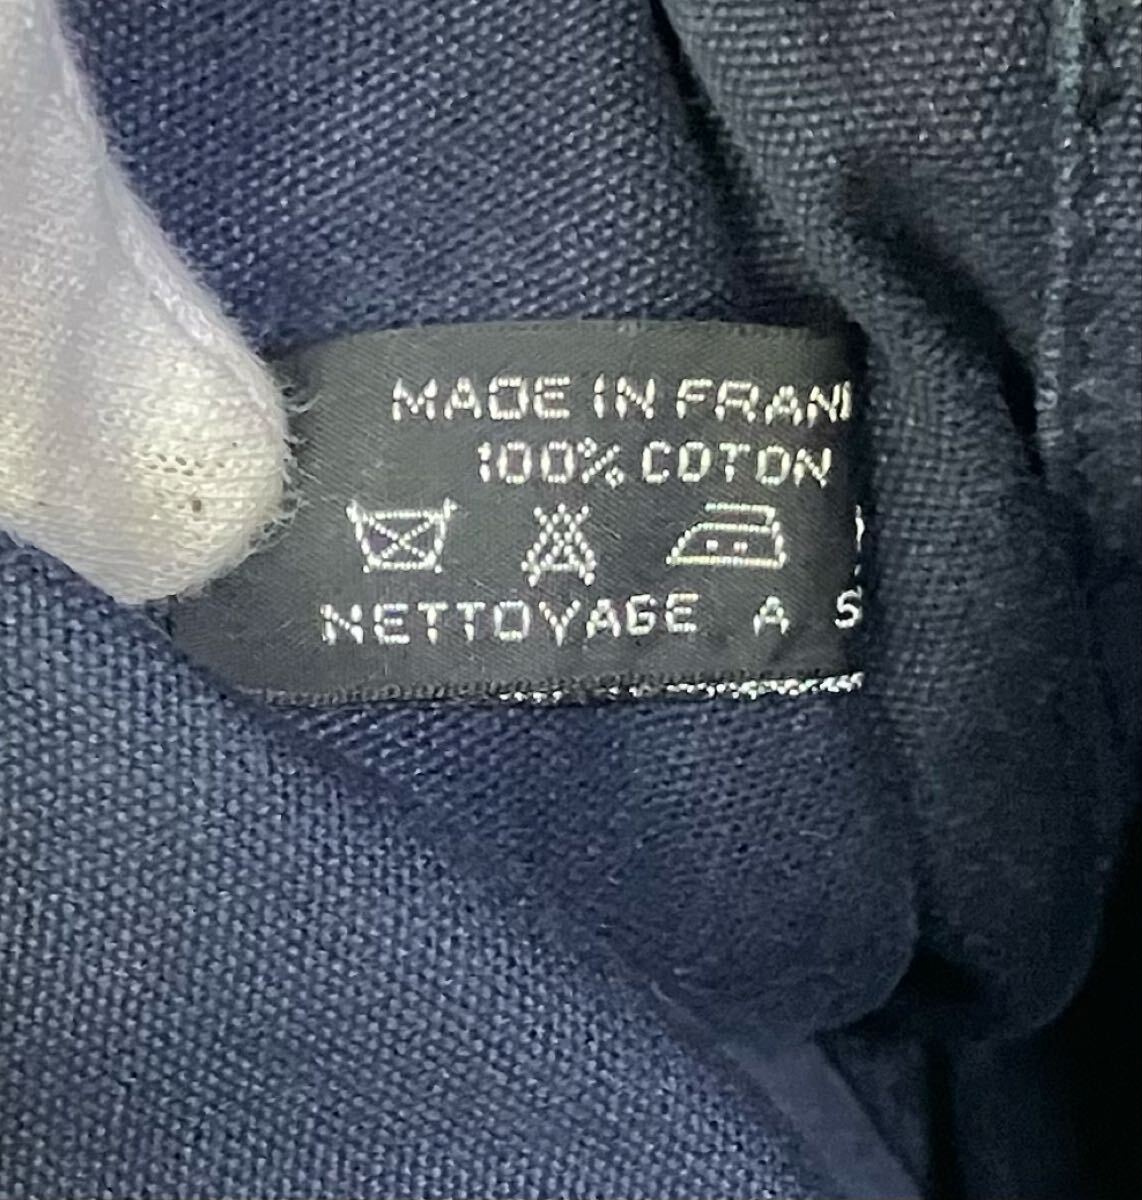 MADE IN FRAN
100% COTON
NETTOYAGE A S